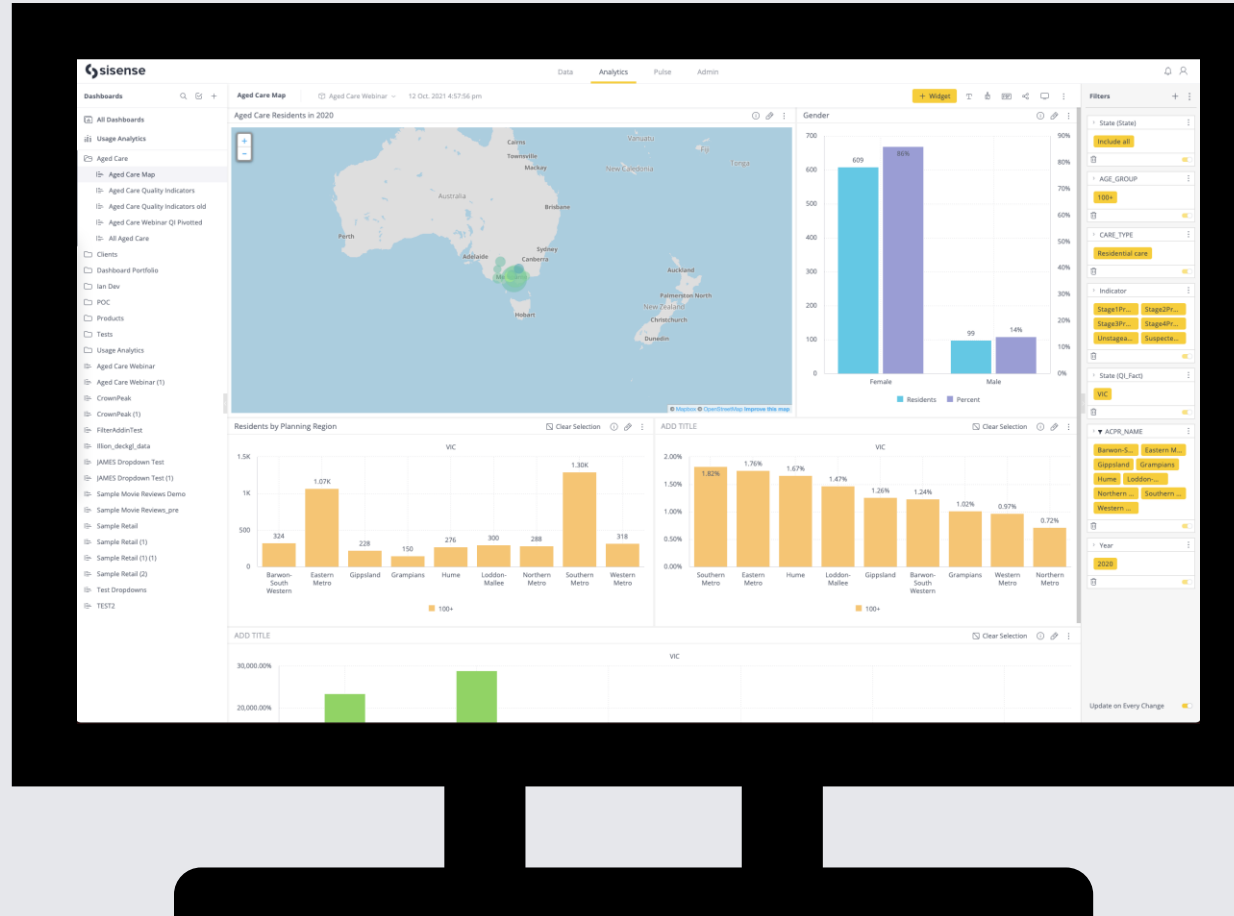 sisense
Data Analytics Pulse Admin
Dashboards
All Dashboards
Usage Analytics
Aged Care
Aged Care Map
Aged Care Quality Indicators
Aged Care Quality Indicators old
Aged Care Webinar QI Pivotted
All Aged Care
Clients
Dashboard Portfolio
Ian Dev
POC
Products
Tests
Usage Analytics
Aged Care Webinar
Aged Care Webinar (1)
CrownPeak
CrownPeak (1)
FilterAddinTest
illion_deckgl_data
JAMES Dropdown Test
JAMES Dropdown Test (1)
Sample Movie Reviews Demo
Sample Movie Reviews_pre
Sample Retail
Sample Retail (1)
Sample Retail (1) (1)
Sample Retail (2)
Test Dropdowns
TEST2
Aged Care Map Aged Care Webinar 12 Oct. 2021 4:57:56 pm
+ Widget
Aged Care Residents in 2020
+
−
Cairns
Townsville
Mackay
Australia
Brisbane
Perth
Sydney
Adelaide
Canberra
Hobart
Vanuatu
Fiji
Tonga
New Caledonia
Auckland
Palmerston North
New Zealand
Christchurch
Dunedin
© Mapbox © OpenStreetMap Improve this map
Gender
700
600
500
400
300
200
100
0
609
86%
99
14%
90%
80%
70%
60%
50%
40%
30%
20%
10%
0%
Female Male
Residents Percent
Residents by Planning Region
Clear Selection
VIC
1.5K
1K
500
0
324
1.07K
228
150
276
300
288
1.30K
318
Barwon-South Western
Eastern Metro
Gippsland
Grampians
Hume
Loddon-Mallee
Northern Metro
Southern Metro
Western Metro
100+
ADD TITLE
Clear Selection
VIC
2.00%
1.50%
1.00%
0.50%
0.00%
1.82%
1.76%
1.67%
1.47%
1.26%
1.24%
1.02%
0.97%
0.72%
Southern Metro
Eastern Metro
Hume
Loddon-Mallee
Gippsland
Barwon-South Western
Grampians
Western Metro
Northern Metro
100+
ADD TITLE
Clear Selection
VIC
30,000.00%
20,000.00%
Filters
State (State)
Include all
AGE_GROUP
100+
CARE_TYPE
Residential care
Indicator
Stage1Pr... Stage2Pr...
Stage3Pr... Stage4Pr...
Unstagea... Suspecte...
State (QI_Fact)
VIC
ACPR_NAME
Barwon-S... Eastern M...
Gippsland Grampians
Hume Loddon-...
Northern ... Southern ...
Western ...
Year
2020
Update on Every Change